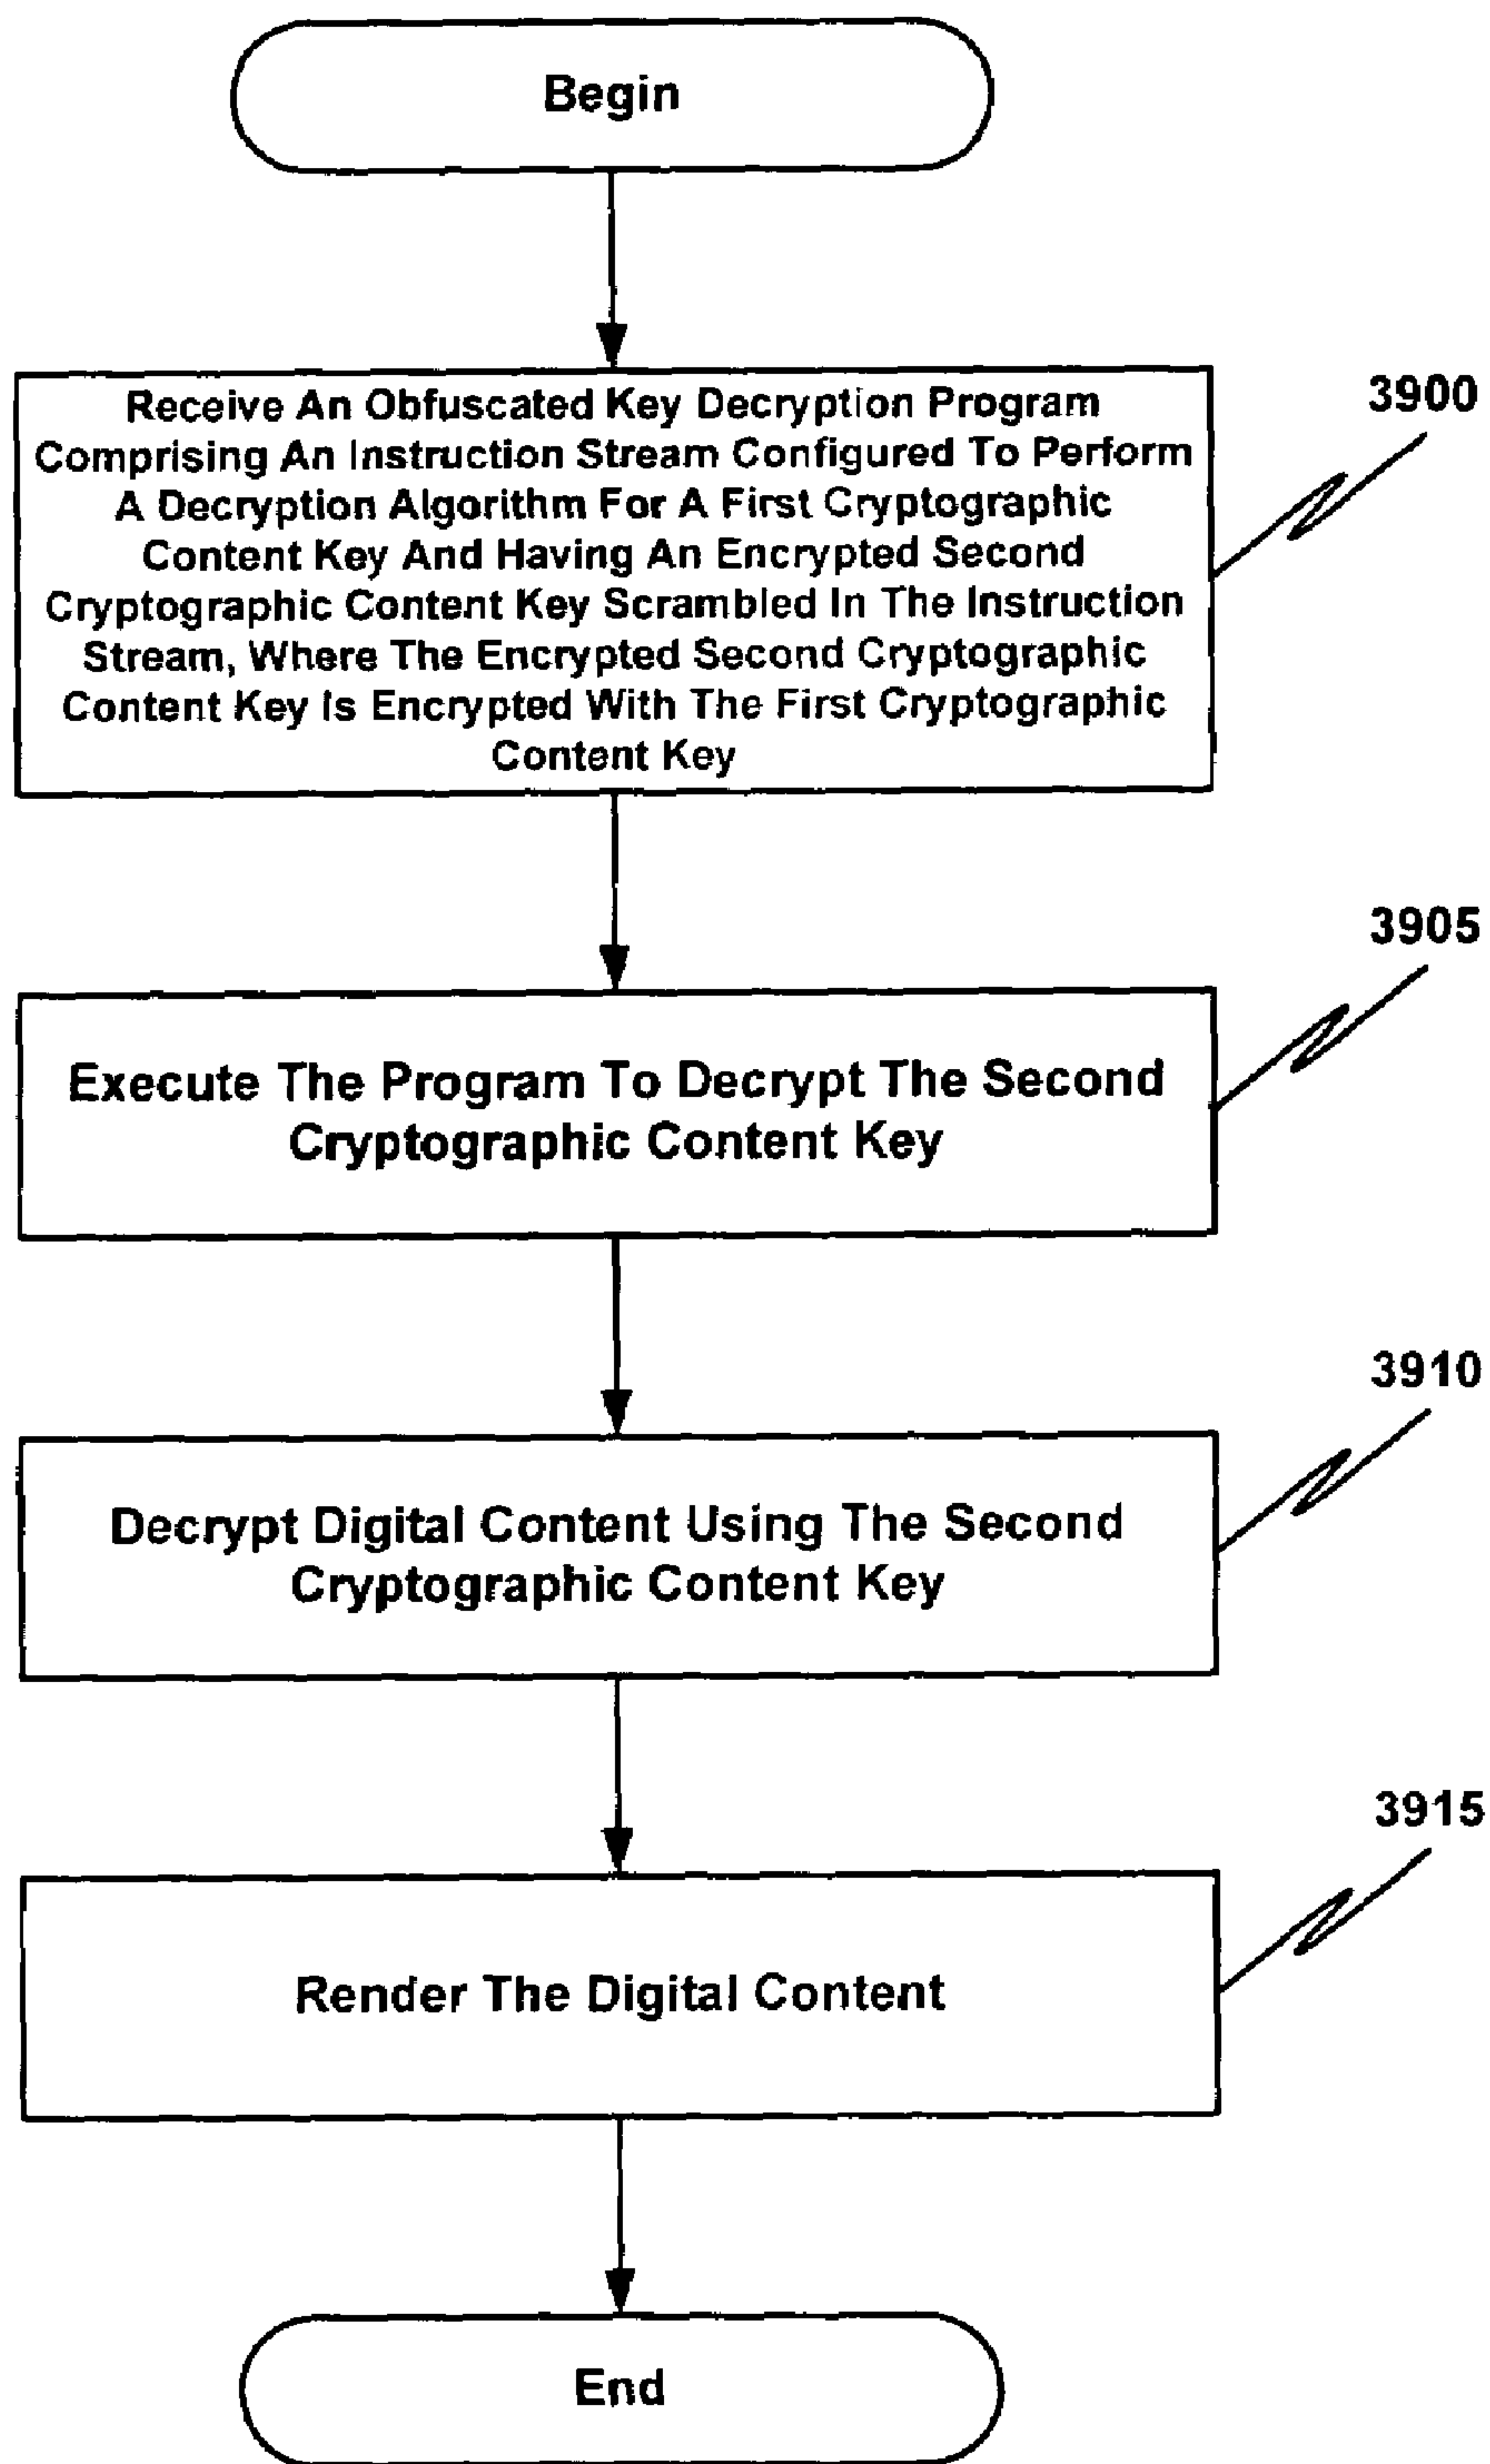 Begin
Receive An Obfuscated Key Decryption Program
Comprising An Instruction Stream Configured To Perform
A Decryption Algorithm For A First Cryptographic
Content Key And Having An Encrypted Second
Cryptographic Content Key Scrambled In The Instruction
Stream, Where The Encrypted Second Cryptographic
Content Key Is Encrypted With The First Cryptographic
Content Key
3900
3905
Execute The Program To Decrypt The Second
Cryptographic Content Key
3910
Decrypt Digital Content Using The Second
Cryptographic Content Key
3915
Render The Digital Content
End